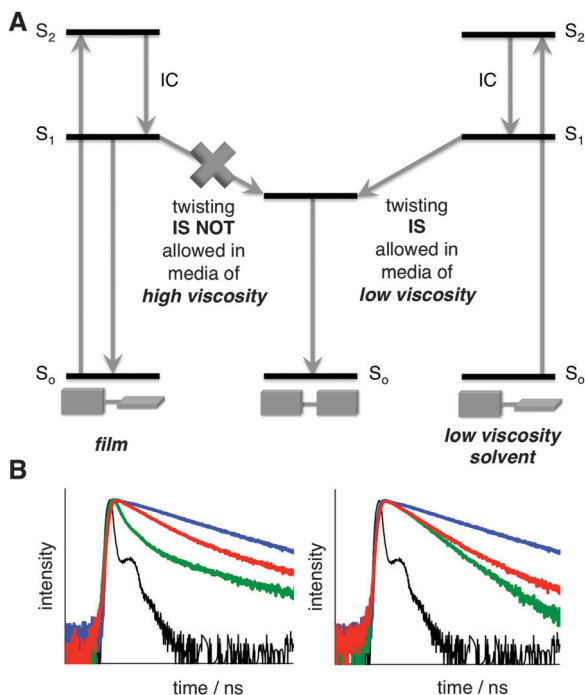 A
S2
S2
IC
IC
S1
S1
twisting
IS NOT
allowed in
media of
high viscosity
twisting
IS
allowed in
media of
low viscosity
So
So
So
film
low viscosity
solvent
B
intensity
intensity
time / ns
time / ns